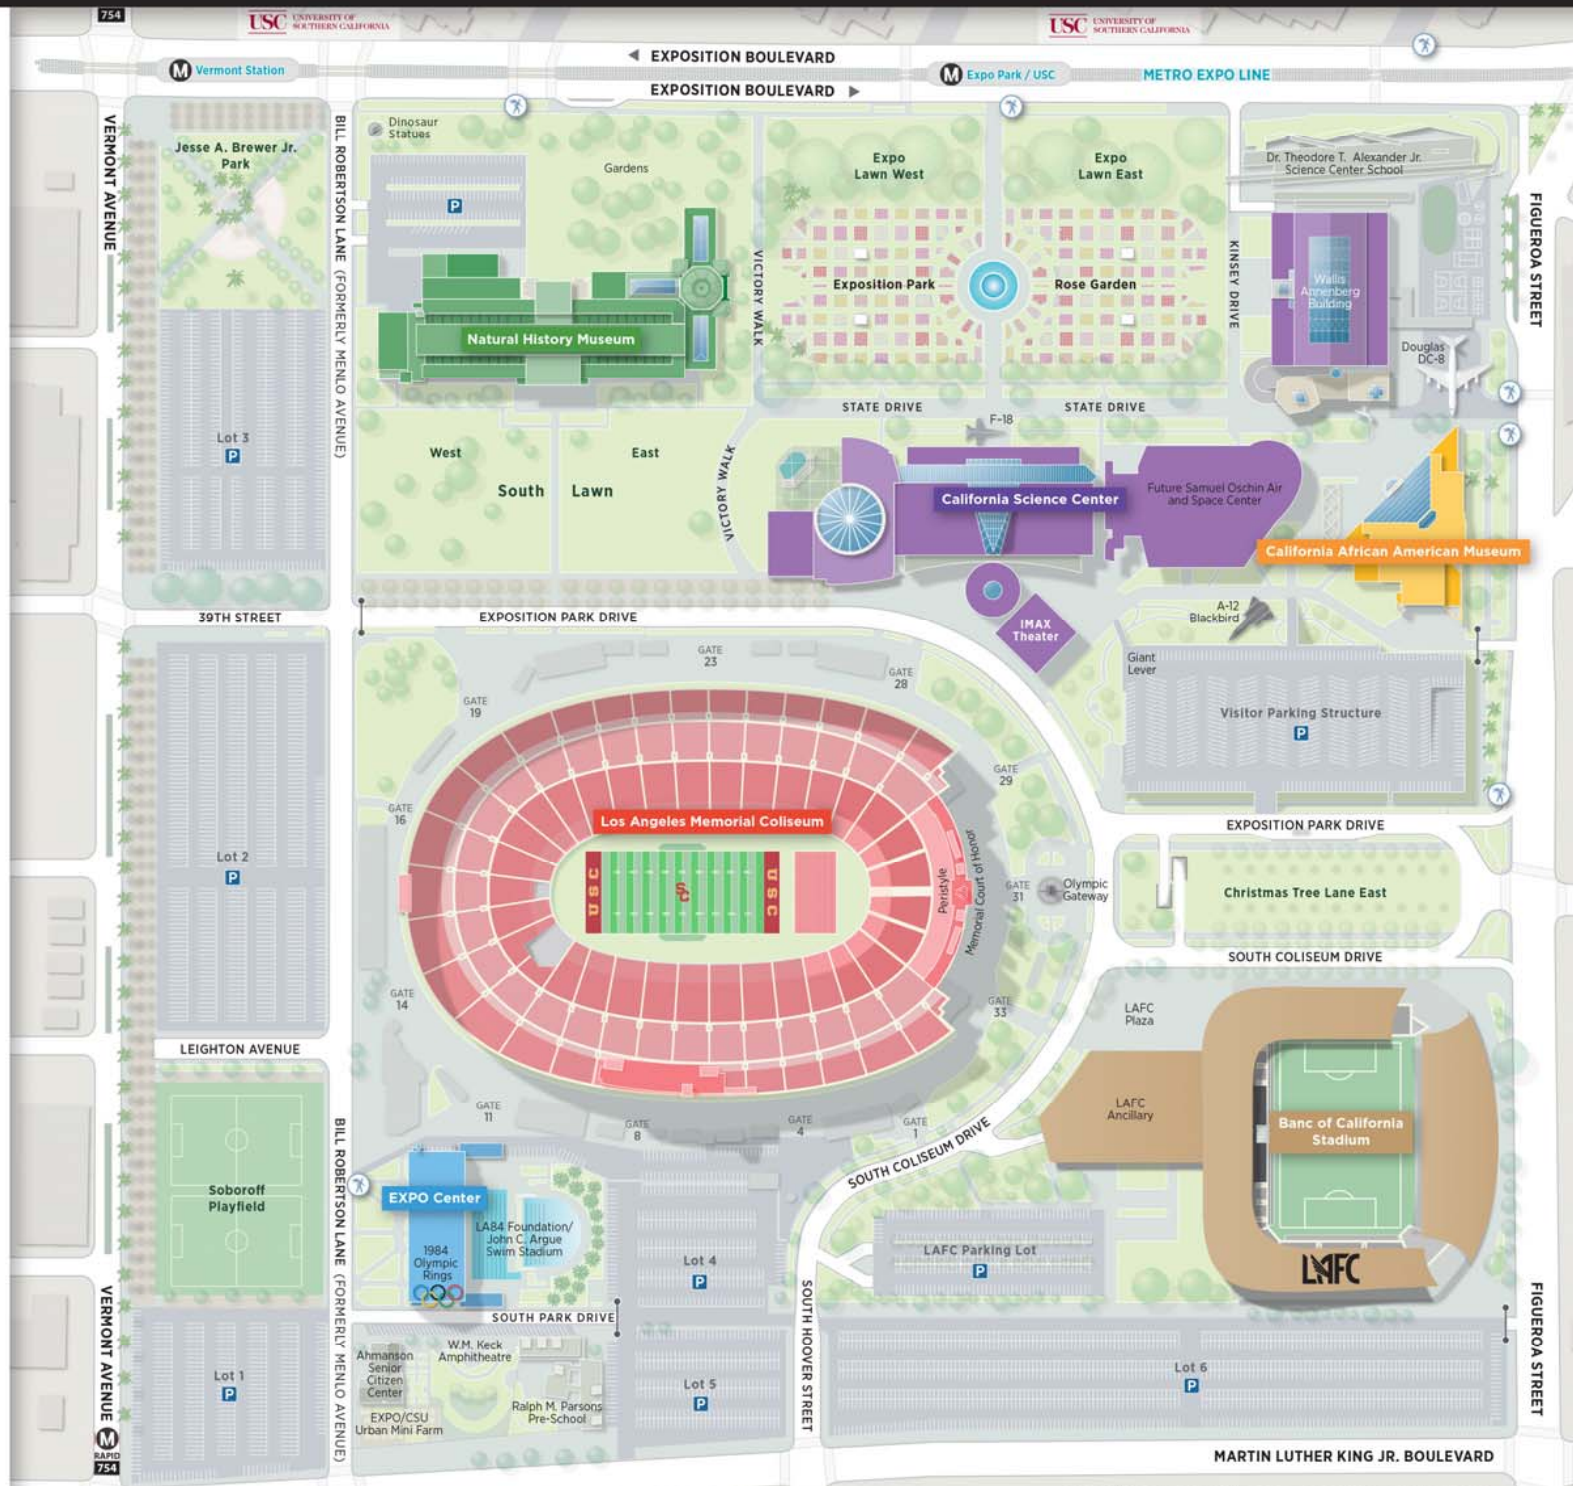 754
USC UNIVERSITY OF
SOUTHERN CALIFORNIA
USC UNIVERSITY OF
SOUTHERN CALIFORNIA
EXPOSITION BOULEVARD
M Vermont Station
M Expo Park / USC
METRO EXPO LINE
EXPOSITION BOULEVARD
VERMONT AVENUE
Jesse A. Brewer Jr.
Park
BILL ROBERTSON LANE (FORMERLY MENLO AVENUE)
Dinosaur
Statues
Gardens
P
Expo
Lawn West
Expo
Lawn East
Dr. Theodore T. Alexander Jr.
Science Center School
FIGUEROA STREET
VICTORY WALK
Exposition Park
Rose Garden
KINSEY DRIVE
Wallis
Annenberg
Building
Natural History Museum
Douglas
DC-8
STATE DRIVE
STATE DRIVE
F-18
Lot 3
P
West
East
South Lawn
VICTORY WALK
California Science Center
Future Samuel Oschin Air
and Space Center
California African American Museum
39TH STREET
EXPOSITION PARK DRIVE
IMAX
Theater
A-12
Blackbird
Giant
Lever
GATE
23
GATE
28
GATE
19
Visitor Parking Structure
P
GATE
29
GATE
16
Los Angeles Memorial Coliseum
EXPOSITION PARK DRIVE
Lot 2
P
USC
SC
USC
Peristyle
Memorial Court of Honor
GATE
31
Olympic
Gateway
Christmas Tree Lane East
SOUTH COLISEUM DRIVE
GATE
14
GATE
33
LAFC
Plaza
LEIGHTON AVENUE
GATE
11
GATE
8
GATE
4
GATE
1
LAFC
Ancillary
Banc of California
Stadium
SOUTH COLISEUM DRIVE
BILL ROBERTSON LANE (FORMERLY MENLO AVENUE)
Soboroff
Playfield
EXPO Center
LA84 Foundation/
John C. Argue
Swim Stadium
1984
Olympic
Rings
Lot 4
P
LAFC Parking Lot
P
LAFC
SOUTH PARK DRIVE
SOUTH HOOVER STREET
FIGUEROA STREET
VERMONT AVENUE
Lot 1
P
Ahmanson
Senior
Citizen
Center
W.M. Keck
Amphitheatre
EXPO/CSU
Urban Mini Farm
Ralph M. Parsons
Pre-School
Lot 5
P
Lot 6
P
M
RAPID
754
MARTIN LUTHER KING JR. BOULEVARD